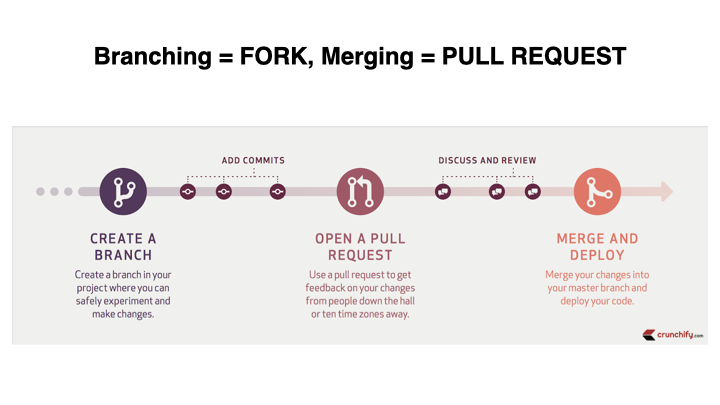 Branching = FORK, Merging = PULL REQUEST
ADD COMMITS
DISCUSS AND REVIEW
CREATE A
BRANCH
Create a branch in your
project where you can
safely experiment and
make changes.
OPEN A PULL
REQUEST
Use a pull request to get
feedback on your changes
from people down the hall
or ten time zones away.
MERGE AND
DEPLOY
Merge your changes into
your master branch and
deploy your code.
crunchify.com